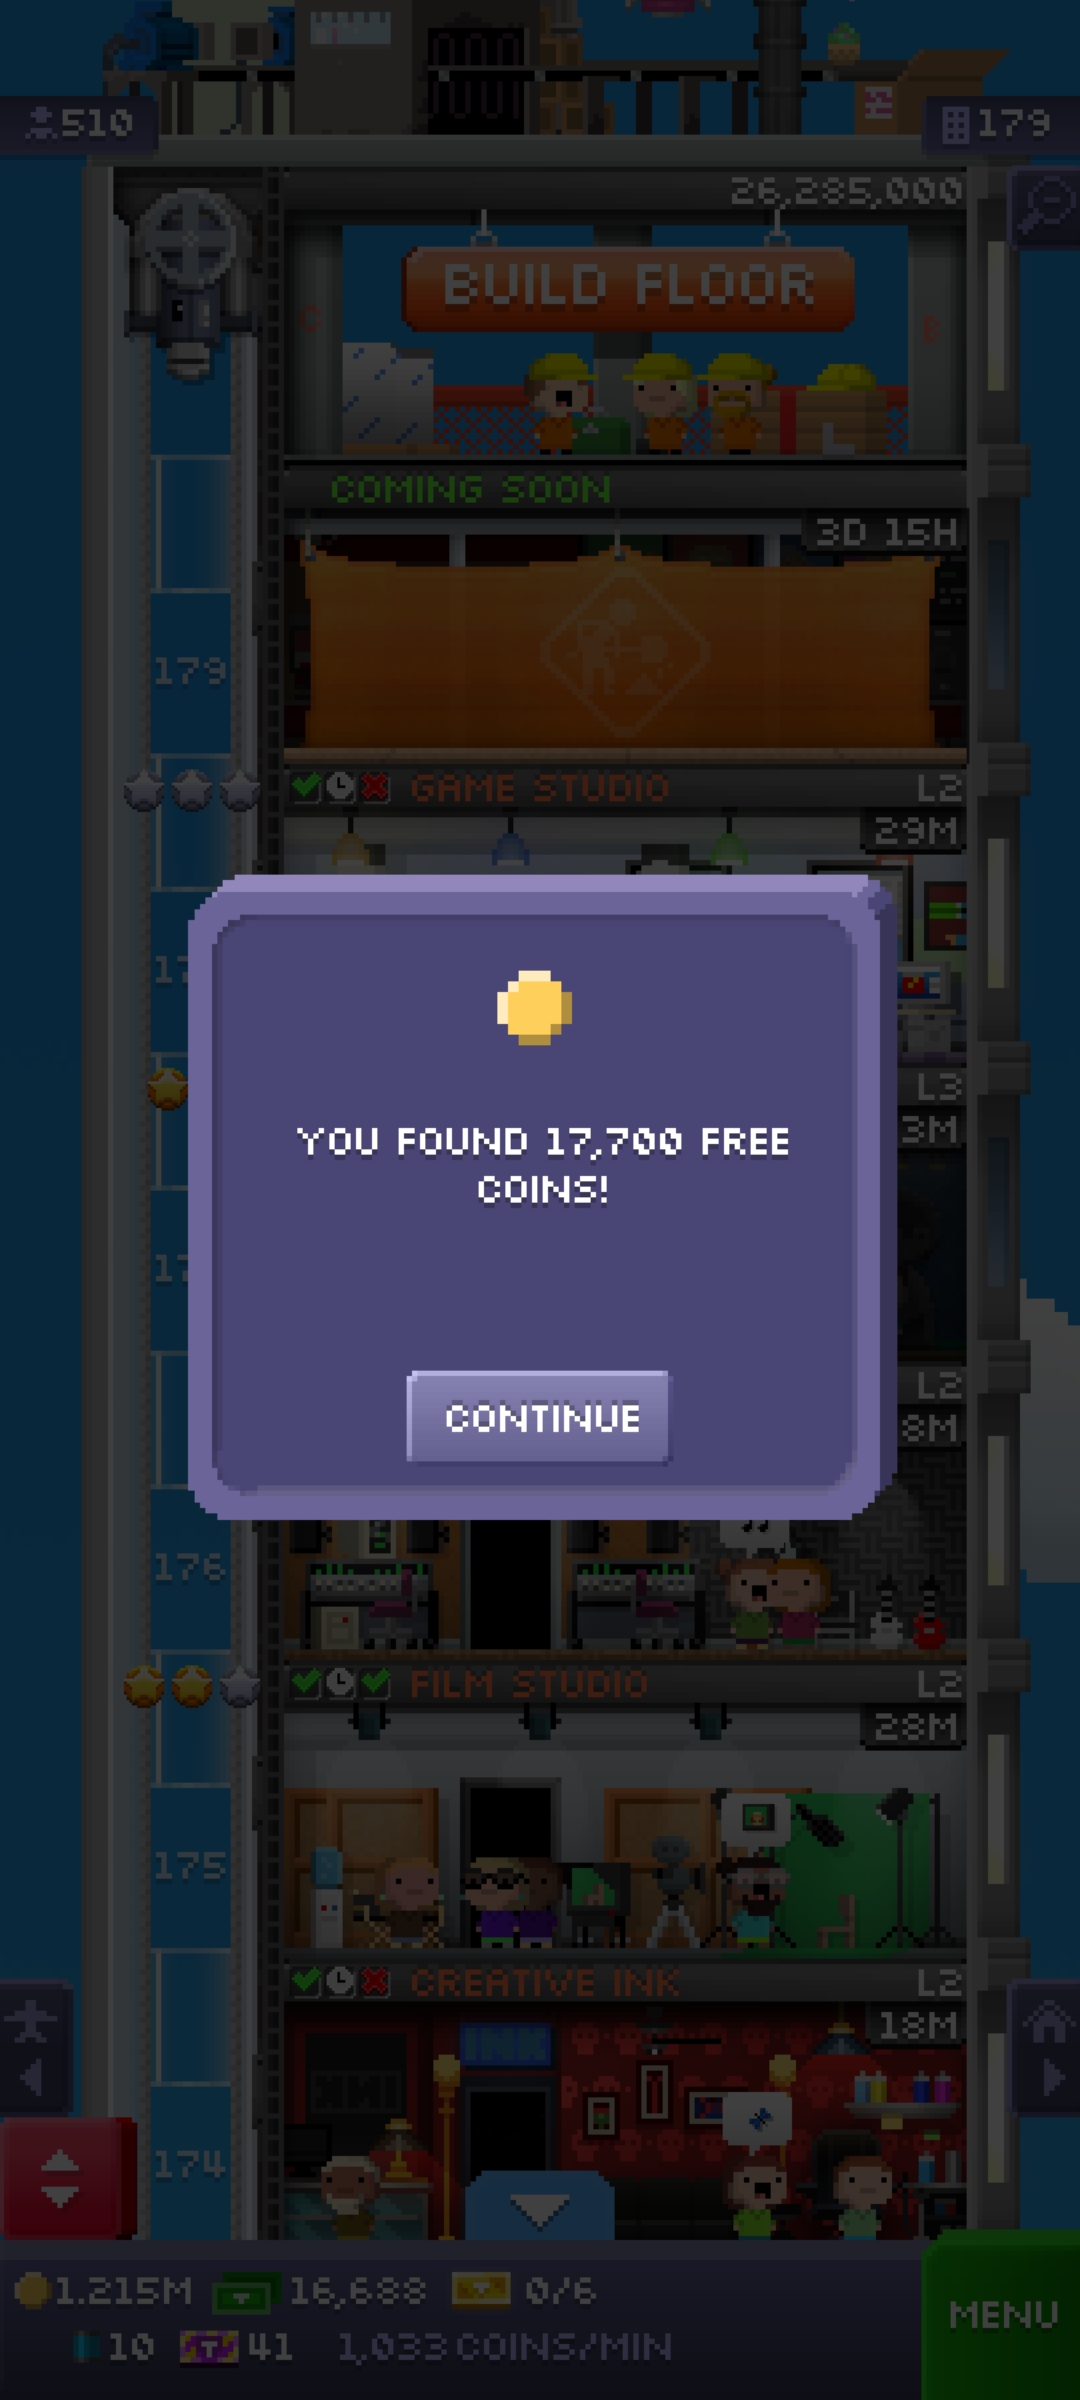 510
179
26,285,000
BUILD FLOOR
C
B
L
COMING SOON
3D 15H
179
GAME STUDIO
L2
29M
17
L3
3M
YOU FOUND 17,700 FREE
COINS!
17
L2
8M
CONTINUE
176
FILM STUDIO
L2
28M
175
CREATIVE INK
L2
18M
INK
174
1.215M
16,688
0/6
MENU
10
T
41
1,033 COINS/MIN